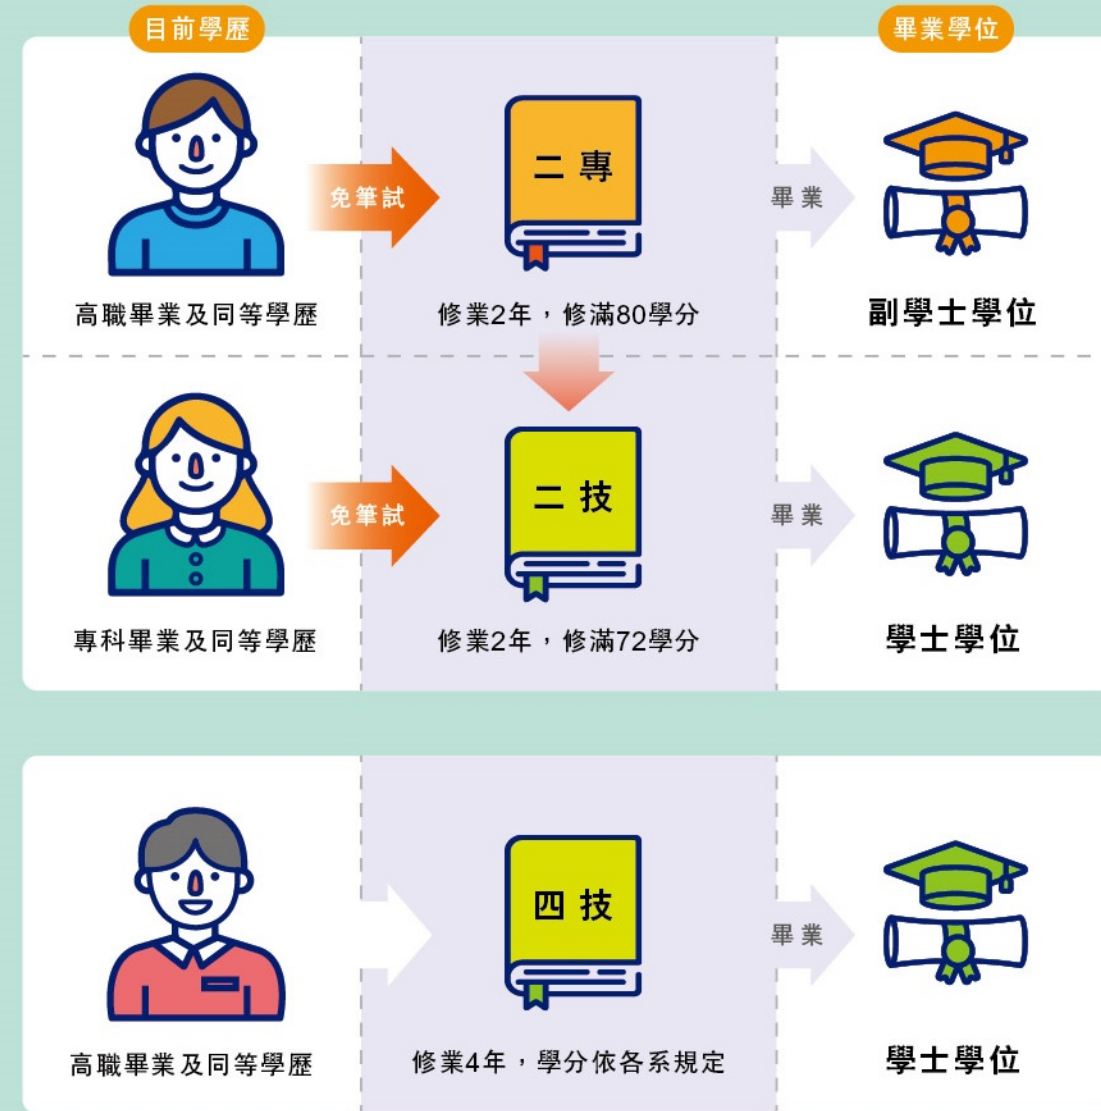 目前學歷
畢業學位
免筆試
二專
畢業
高職畢業及同等學歷
修業2年，修滿80學分
副學士學位
免筆試
二技
畢業
專科畢業及同等學歷
修業2年，修滿72學分
學士學位
四技
畢業
高職畢業及同等學歷
修業4年，學分依各系規定
學士學位